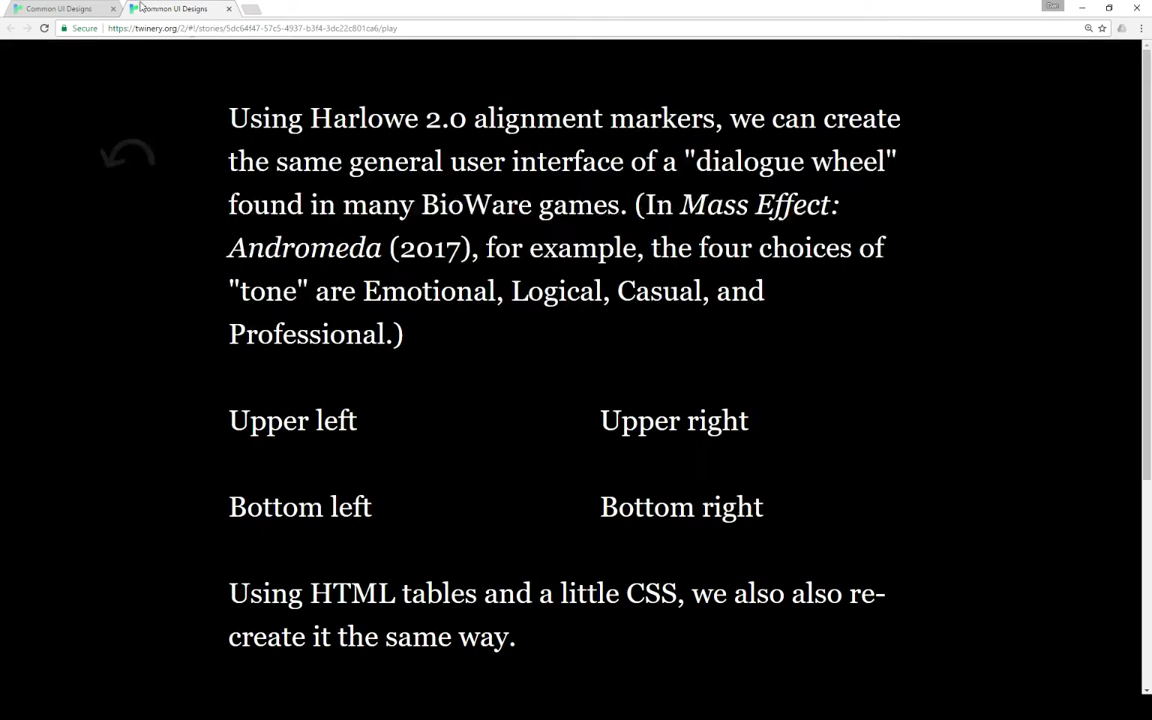 Common UI Designs
Common UI Designs
Secure
https://twinery.org/2/#!/stories/5dc64f47-57c5-4937-b3f4-3dc22c801ca6/play
Using Harlowe 2.0 alignment markers, we can create
the same general user interface of a "dialogue wheel"
found in many BioWare games. (In Mass Effect:
Andromeda (2017), for example, the four choices of
"tone" are Emotional, Logical, Casual, and
Professional.)
Upper left Upper right
Bottom left Bottom right
Using HTML tables and a little CSS, we also also re-
create it the same way.